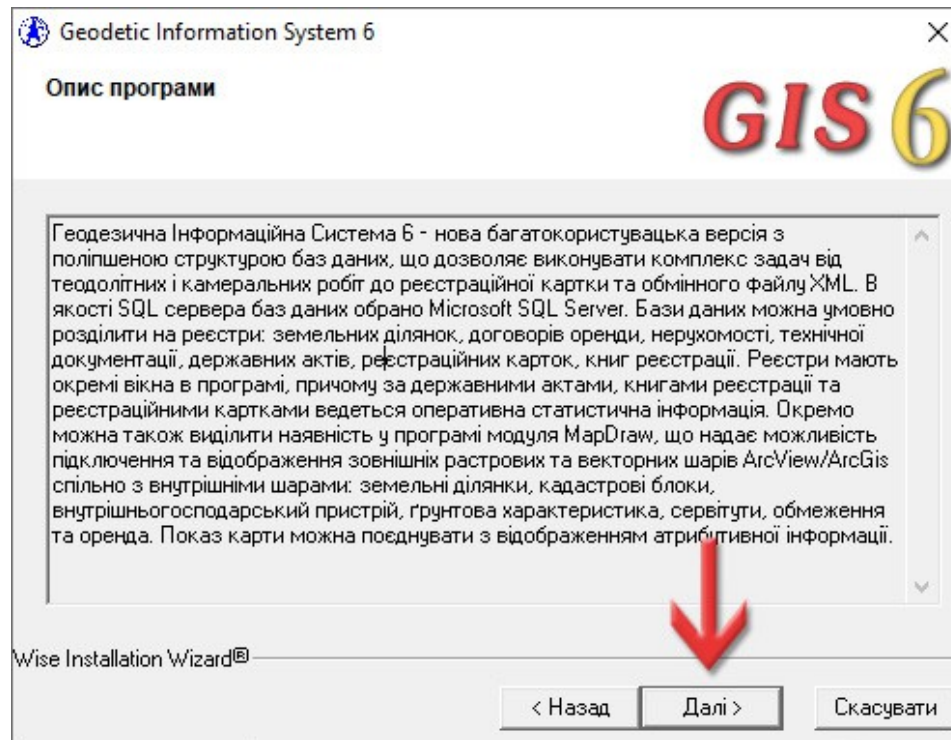 Geodetic Information System 6
Опис програми
GIS 6
Геодезична Інформаційна Система 6 - нова багатокористувацька версія з
поліпшеною структурою баз даних, що дозволяє виконувати комплекс задач від
теодолітних і камеральних робіт до реєстраційної картки та обмінного файлу XML. В
якості SQL сервера баз даних обрано Microsoft SQL Server. Бази даних можна умовно
розділити на реєстри: земельних ділянок, договорів оренди, нерухомості, технічної
документації, державних актів, реєстраційних карток, книг реєстрації. Реєстри мають
окремі вікна в програмі, причому за державними актами, книгами реєстрації та
реєстраційними картками ведеться оперативна статистична інформація. Окремо
можна також виділити наявність у програмі модуля MapDraw, що надає можливість
підключення та відображення зовнішніх растрових та векторних шарів ArcView/ArcGis
спільно з внутрішніми шарами: земельні ділянки, кадастрові блоки,
внутрішньогосподарський пристрій, ґрунтова характеристика, сервітути, обмеження
та оренда. Показ карти можна поєднувати з відображенням атрибутивної інформації.
Wise Installation Wizard®
< Назад Далі > Скасувати